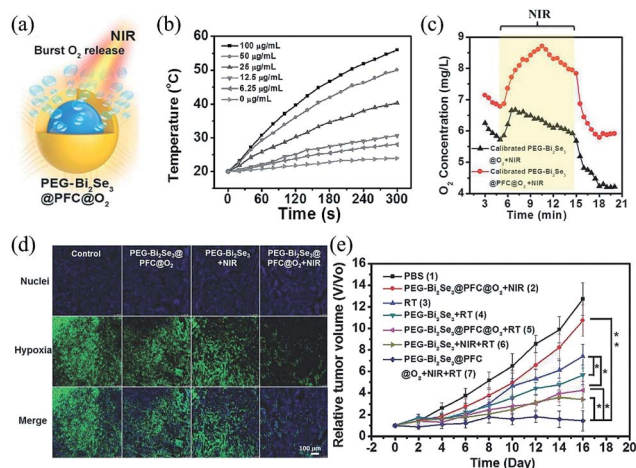 (a)
NIR
Burst O₂ release
PEG-Bi₂Se₃
@PFC@O₂
(b)
Temperature (°C)
60
50
40
30
20
10
100 μg/mL
50 μg/mL
25 μg/mL
12.5 μg/mL
6.25 μg/mL
0 μg/mL
0 60 120 180 240 300
Time (s)
(c)
NIR
O₂ Concentration (mg/L)
9
8
7
6
5
4
Calibrated PEG-Bi₂Se₃
@O₂+NIR
Calibrated PEG-Bi₂Se₃
@PFC@O₂+NIR
0 3 6 9 12 15 18 21
Time (min)
(d)
Control
PEG-Bi₂Se₃@
PFC@O₂
PEG-Bi₂Se₃
+NIR
PEG-Bi₂Se₃@
PFC@O₂+NIR
Nuclei
Hypoxia
Merge
100 μm
(e)
Relative tumor volume (V/Vo)
20
18
16
14
12
10
8
6
4
2
0
PBS (1)
PEG-Bi₂Se₃@PFC@O₂+NIR (2)
RT (3)
PEG-Bi₂Se₃+RT (4)
PEG-Bi₂Se₃@PFC@O₂+RT (5)
PEG-Bi₂Se₃+NIR+RT (6)
PEG-Bi₂Se₃@PFC
@O₂+NIR+RT (7)
* *
*
*
*
*
-2 0 2 4 6 8 10 12 14 16 18 20
Time (Day)